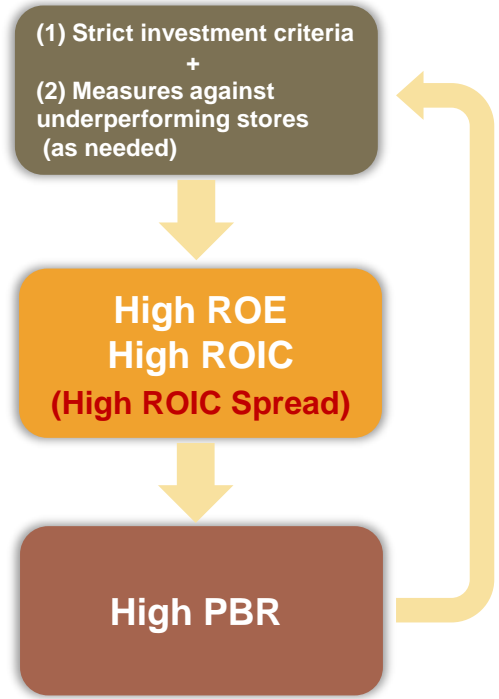 (1) Strict investment criteria
+
(2) Measures against
underperforming stores
(as needed)
High ROE
High ROIC
(High ROIC Spread)
High PBR